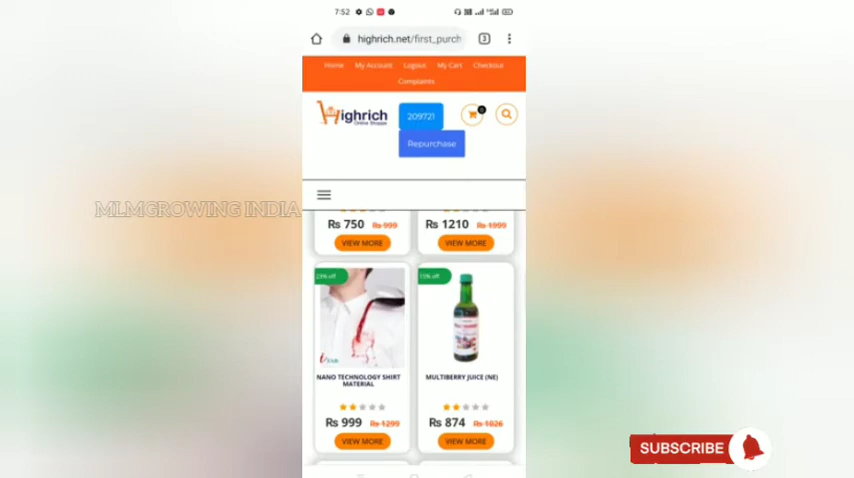 7:52
highrich.net/first_purch
3
Home My Account Logout My Cart Checkout
Complaints
Highrich
Online Shoppe
209721
0
Repurchase
MLMGROWING INDIA
Rs 750 Rs 999
Rs 1210 Rs 1999
VIEW MORE
VIEW MORE
23% off
15% off
NANO TECHNOLOGY SHIRT
MATERIAL
MULTIBERRY JUICE (NE)
Rs 999 Rs 1299
Rs 874 Rs 1026
VIEW MORE
VIEW MORE
SUBSCRIBE